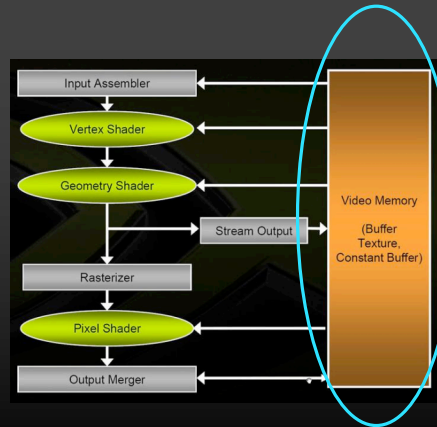 Input Assembler
Vertex Shader
Geometry Shader
Stream Output
Rasterizer
Pixel Shader
Output Merger
Video Memory
(Buffer
Texture,
Constant Buffer)